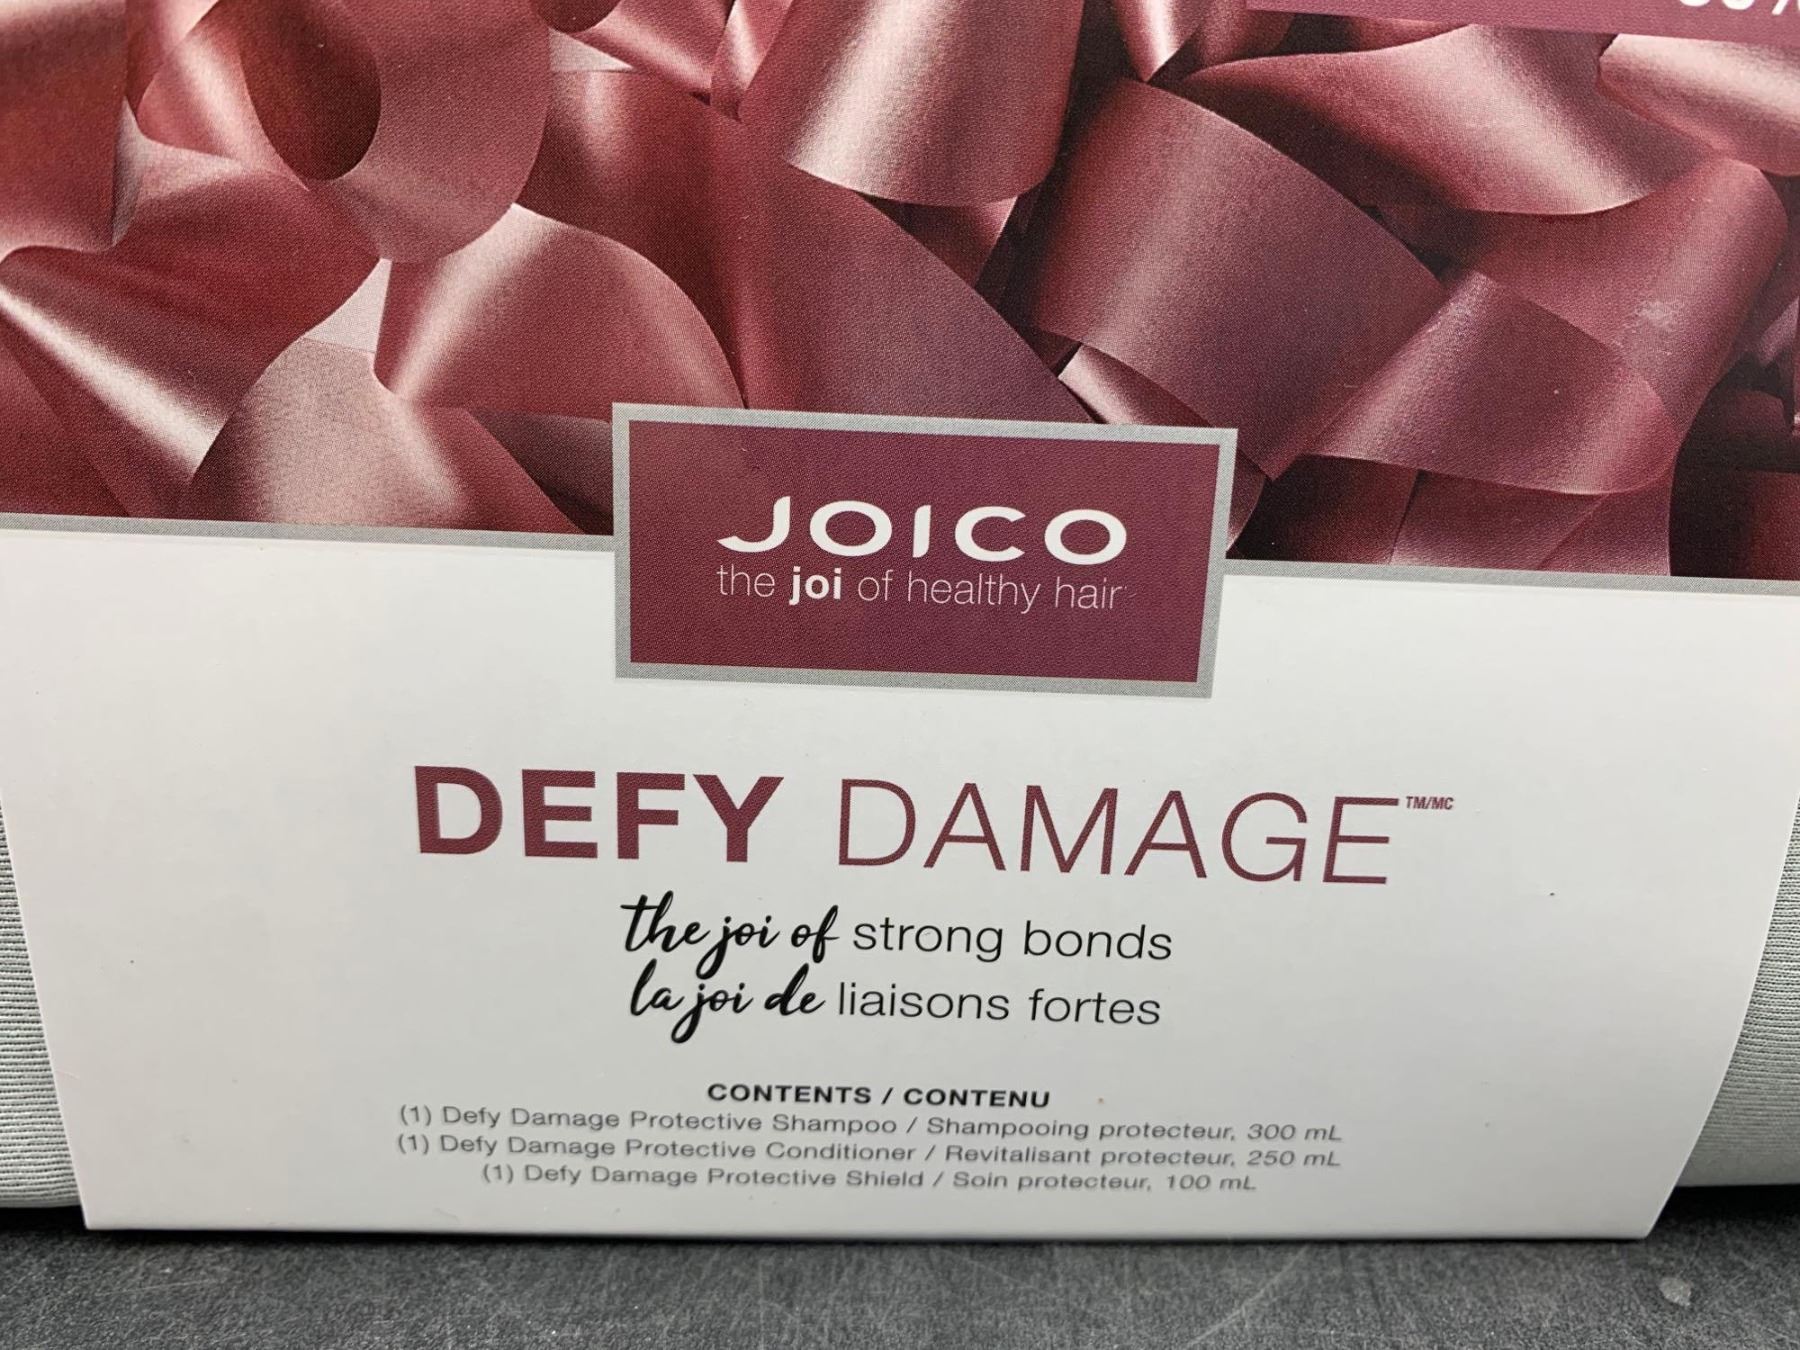 JOICO
the joi of healthy hair
DEFY DAMAGE™/MC
the joi of strong bonds
la joi de liaisons fortes
CONTENTS / CONTENU
(1) Defy Damage Protective Shampoo / Shampooing protecteur, 300 mL
(1) Defy Damage Protective Conditioner / Revitalisant protecteur, 250 mL
(1) Defy Damage Protective Shield / Soin protecteur, 100 mL